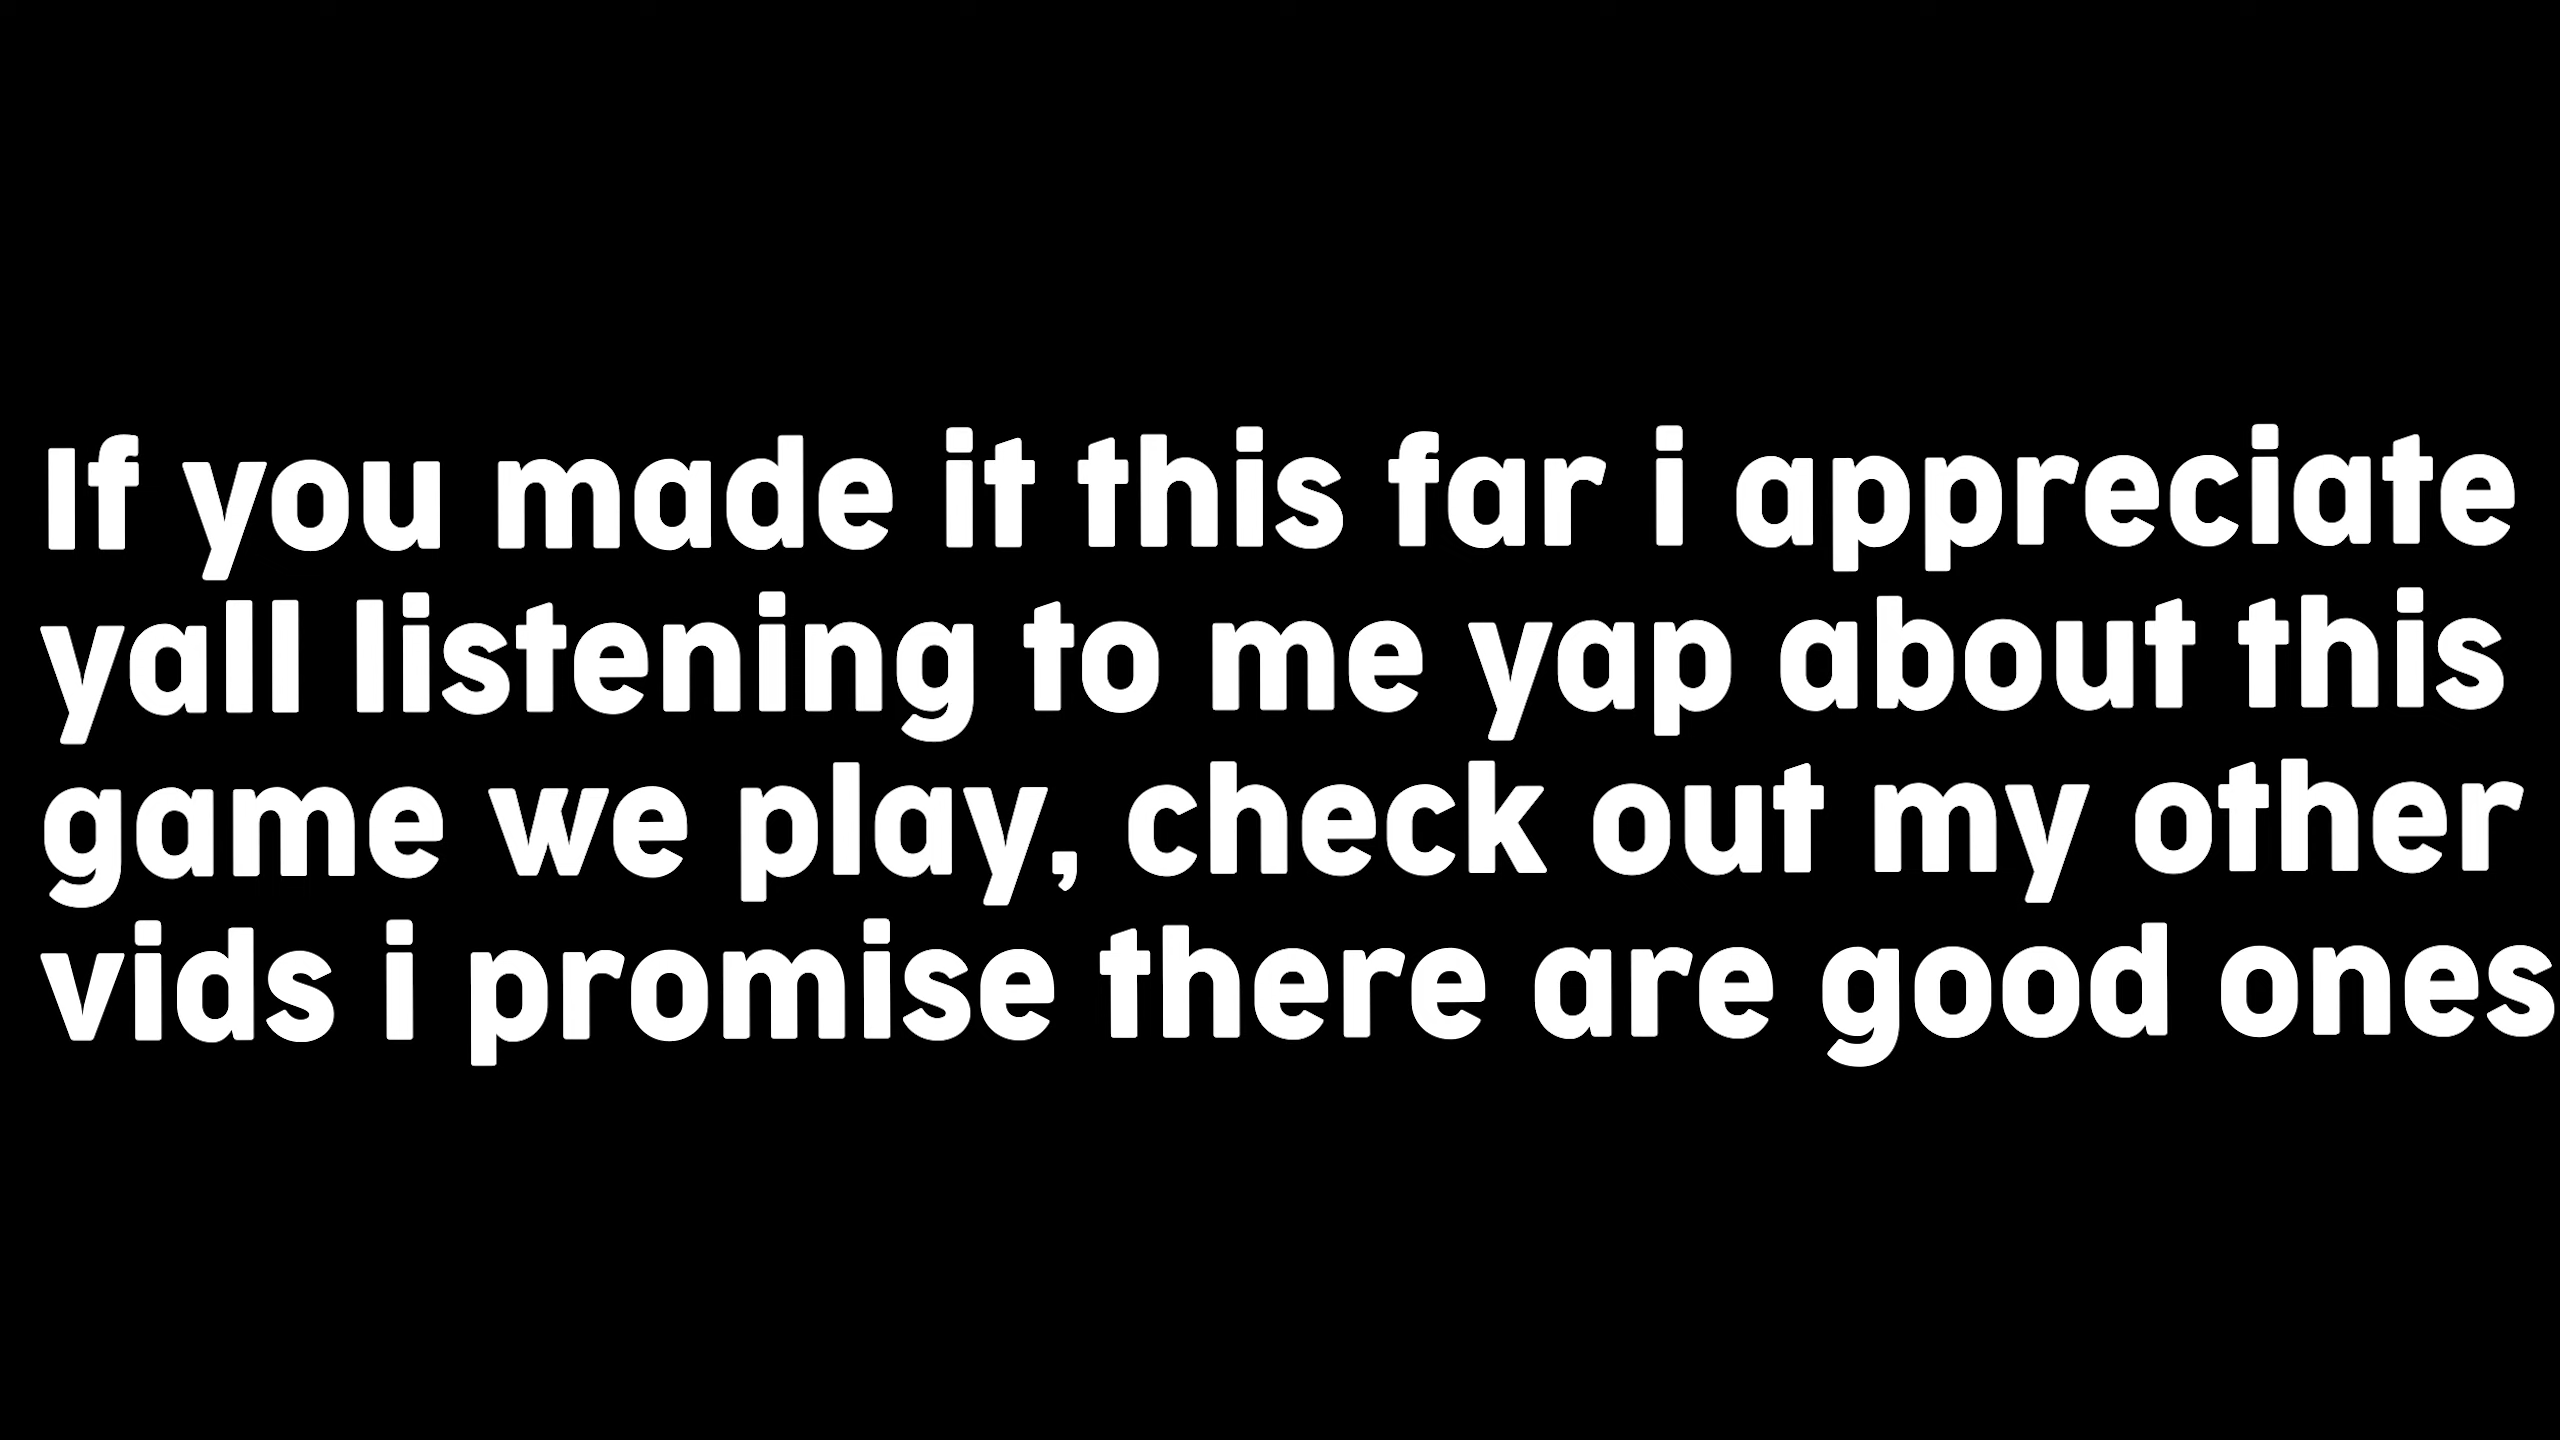 If you made it this far i appreciate
yall listening to me yap about this
game we play, check out my other
vids i promise there are good ones